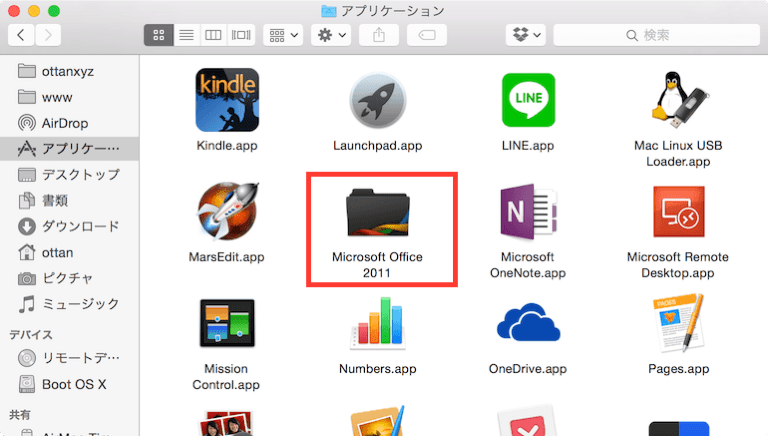 アプリケーション
検索
ottanxyz
www
AirDrop
アプリケー…
デスクトップ
書類
ダウンロード
ottan
ピクチャ
ミュージック
デバイス
リモートデ…
Boot OS X
共有
kindle
Kindle.app
Launchpad.app
LINE
LINE.app
Mac Linux USB
Loader.app
MarsEdit.app
Microsoft Office
2011
N
Microsoft
OneNote.app
Microsoft Remote
Desktop.app
Mission
Control.app
Numbers.app
OneDrive.app
PAGES
Pages.app